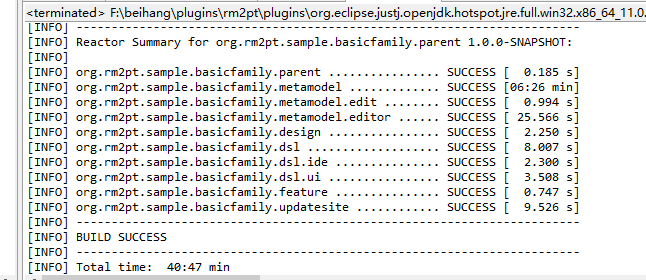 <terminated> F:\beihang\plugins\rm2pt\plugins\org.eclipse.justj.openjdk.hotspot.jre.full.win32.x86_64_11.0.
[INFO] ------------------------------------------------------------------------
[INFO] Reactor Summary for org.rm2pt.sample.basicfamily.parent 1.0.0-SNAPSHOT:
[INFO]
[INFO] org.rm2pt.sample.basicfamily.parent ................ SUCCESS [  0.185 s]
[INFO] org.rm2pt.sample.basicfamily.metamodel ............. SUCCESS [06:26 min]
[INFO] org.rm2pt.sample.basicfamily.metamodel.edit ........ SUCCESS [  0.994 s]
[INFO] org.rm2pt.sample.basicfamily.metamodel.editor ...... SUCCESS [ 25.566 s]
[INFO] org.rm2pt.sample.basicfamily.design ................ SUCCESS [  2.250 s]
[INFO] org.rm2pt.sample.basicfamily.dsl ................... SUCCESS [  8.007 s]
[INFO] org.rm2pt.sample.basicfamily.dsl.ide ............... SUCCESS [  2.300 s]
[INFO] org.rm2pt.sample.basicfamily.dsl.ui ................ SUCCESS [  3.508 s]
[INFO] org.rm2pt.sample.basicfamily.feature ............... SUCCESS [  0.747 s]
[INFO] org.rm2pt.sample.basicfamily.updatesite ............ SUCCESS [  9.526 s]
[INFO] ------------------------------------------------------------------------
[INFO] BUILD SUCCESS
[INFO] ------------------------------------------------------------------------
[INFO] Total time:  40:47 min